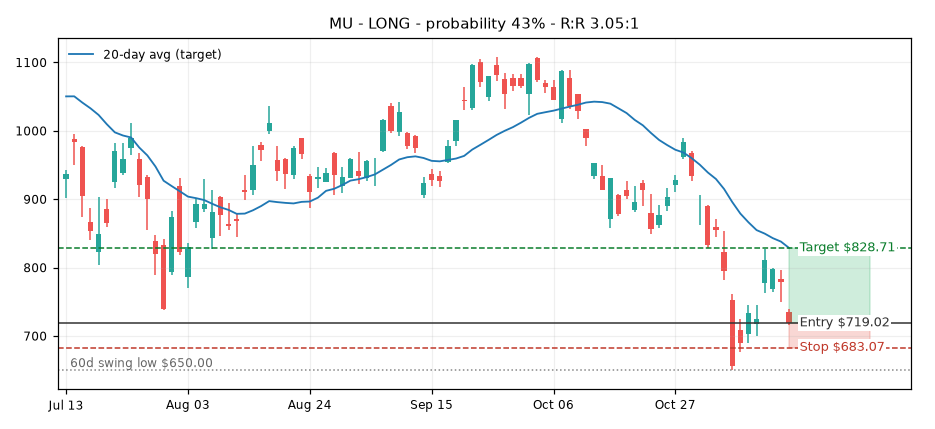 MU - LONG - probability 43% - R:R 3.05:1
20-day avg (target)
1100
1000
900
800
700
Target $828.71
Entry $719.02
Stop $683.07
60d swing low $650.00
Jul 13
Aug 03
Aug 24
Sep 15
Oct 06
Oct 27